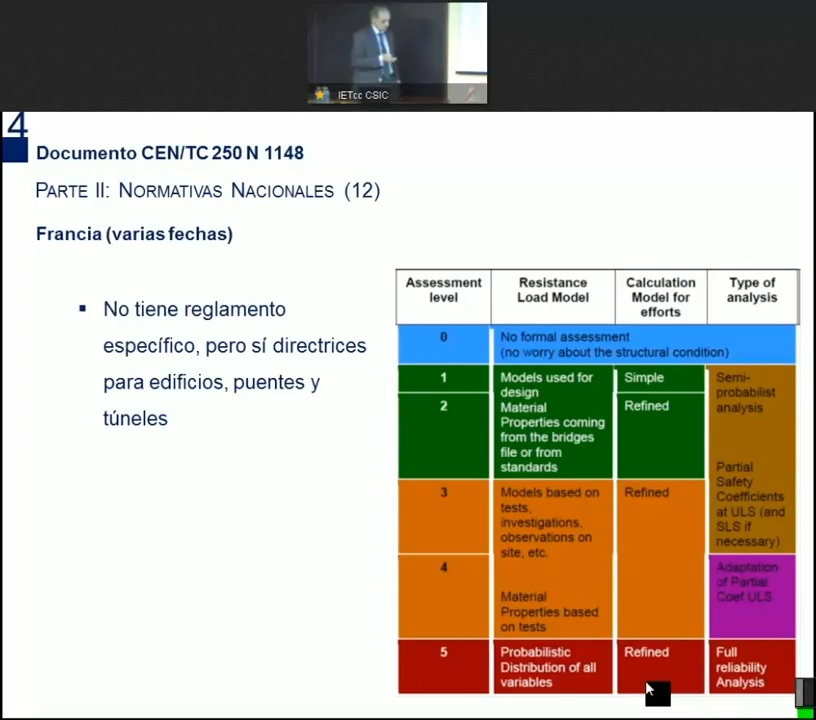 IETcc CSIC
4
Documento CEN/TC 250 N 1148
PARTE II: NORMATIVAS NACIONALES (12)
Francia (varias fechas)
▪ No tiene reglamento
específico, pero sí directrices
para edificios, puentes y
túneles
Assessment
level
Resistance
Load Model
Calculation
Model for
efforts
Type of
analysis
0
No formal assessment
(no worry about the structural condition)
1
Models used for
design
Simple
Semi-
probabilist
analysis
2
Material
Properties coming
from the bridges
file or from
standards
Refined
Partial
Safety
Coefficients
at ULS (and
SLS if
necessary)
3
Models based on
tests,
investigations,
observations on
site, etc.
Refined
4
Material
Properties based
on tests
Adaptation
of Partial
Coef ULS
5
Probabilistic
Distribution of all
variables
Refined
Full
reliability
Analysis